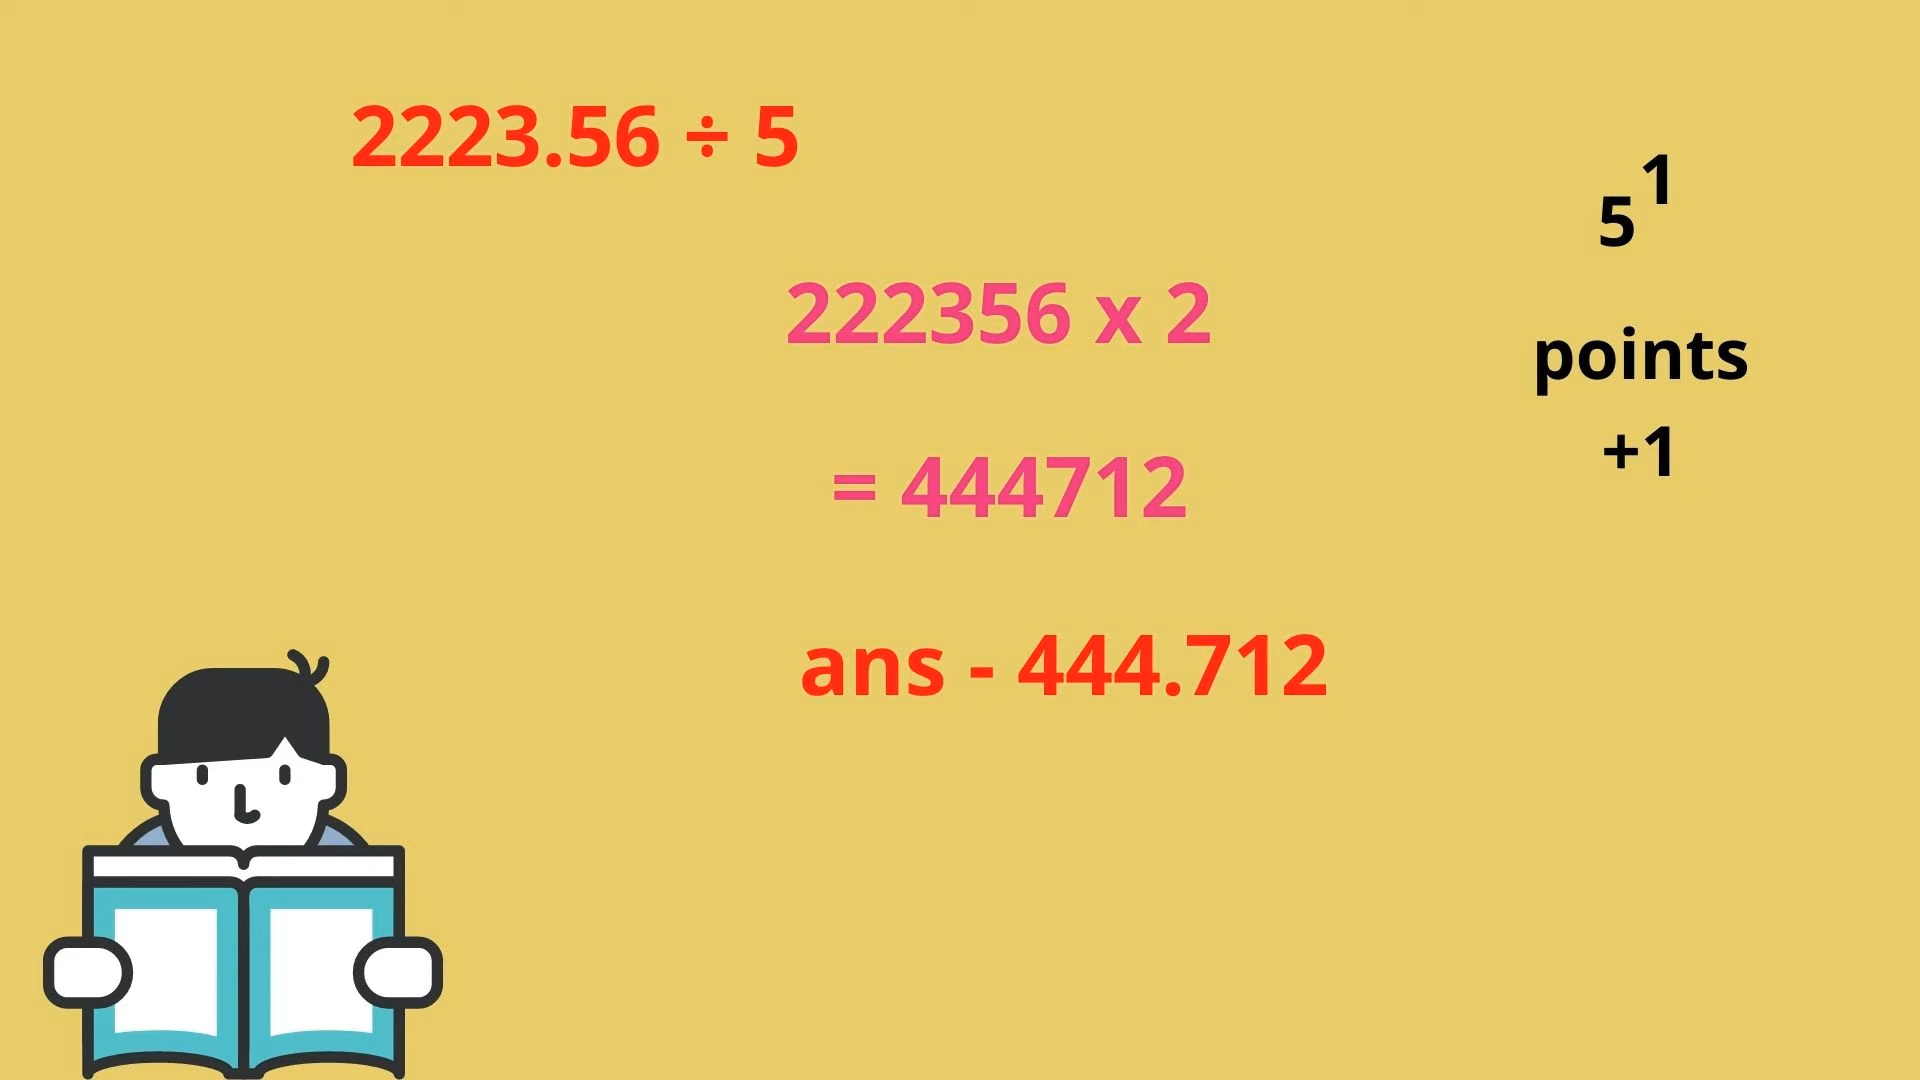 2223.56 ÷ 5
222356 x 2
= 444712
ans - 444.712
5¹
points
+1